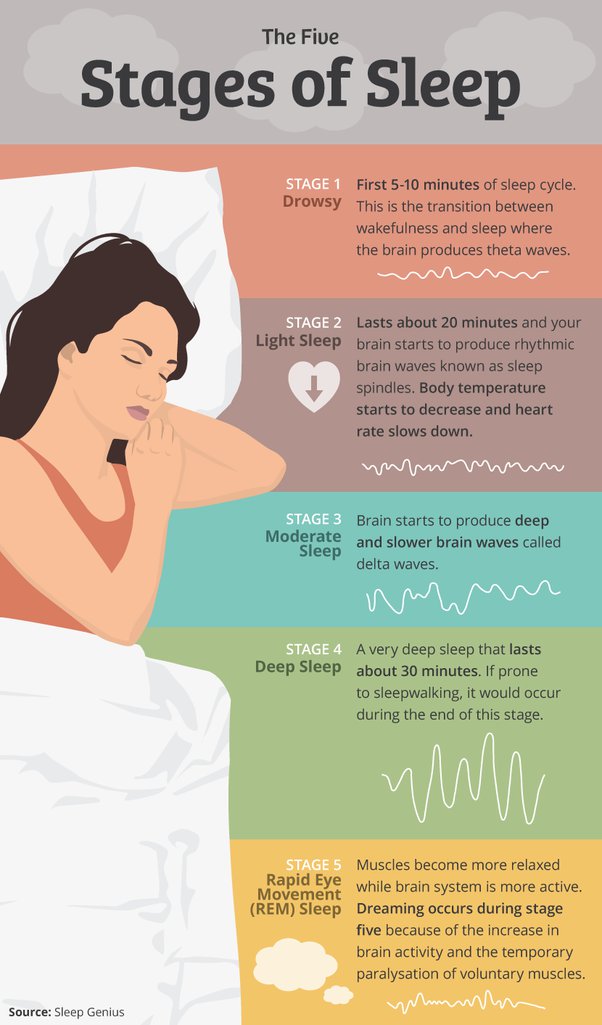 The Five
Stages of Sleep
STAGE 1
Drowsy
First 5-10 minutes of sleep cycle.
This is the transition between
wakefulness and sleep where
the brain produces theta waves.
STAGE 2
Light Sleep
Lasts about 20 minutes and your
brain starts to produce rhythmic
brain waves known as sleep
spindles. Body temperature
starts to decrease and heart
rate slows down.
STAGE 3
Moderate
Sleep
Brain starts to produce deep
and slower brain waves called
delta waves.
STAGE 4
Deep Sleep
A very deep sleep that lasts
about 30 minutes. If prone
to sleepwalking, it would occur
during the end of this stage.
STAGE 5
Rapid Eye
Movement
(REM) Sleep
Muscles become more relaxed
while brain system is more active.
Dreaming occurs during stage
five because of the increase in
brain activity and the temporary
paralysation of voluntary muscles.
Source: Sleep Genius